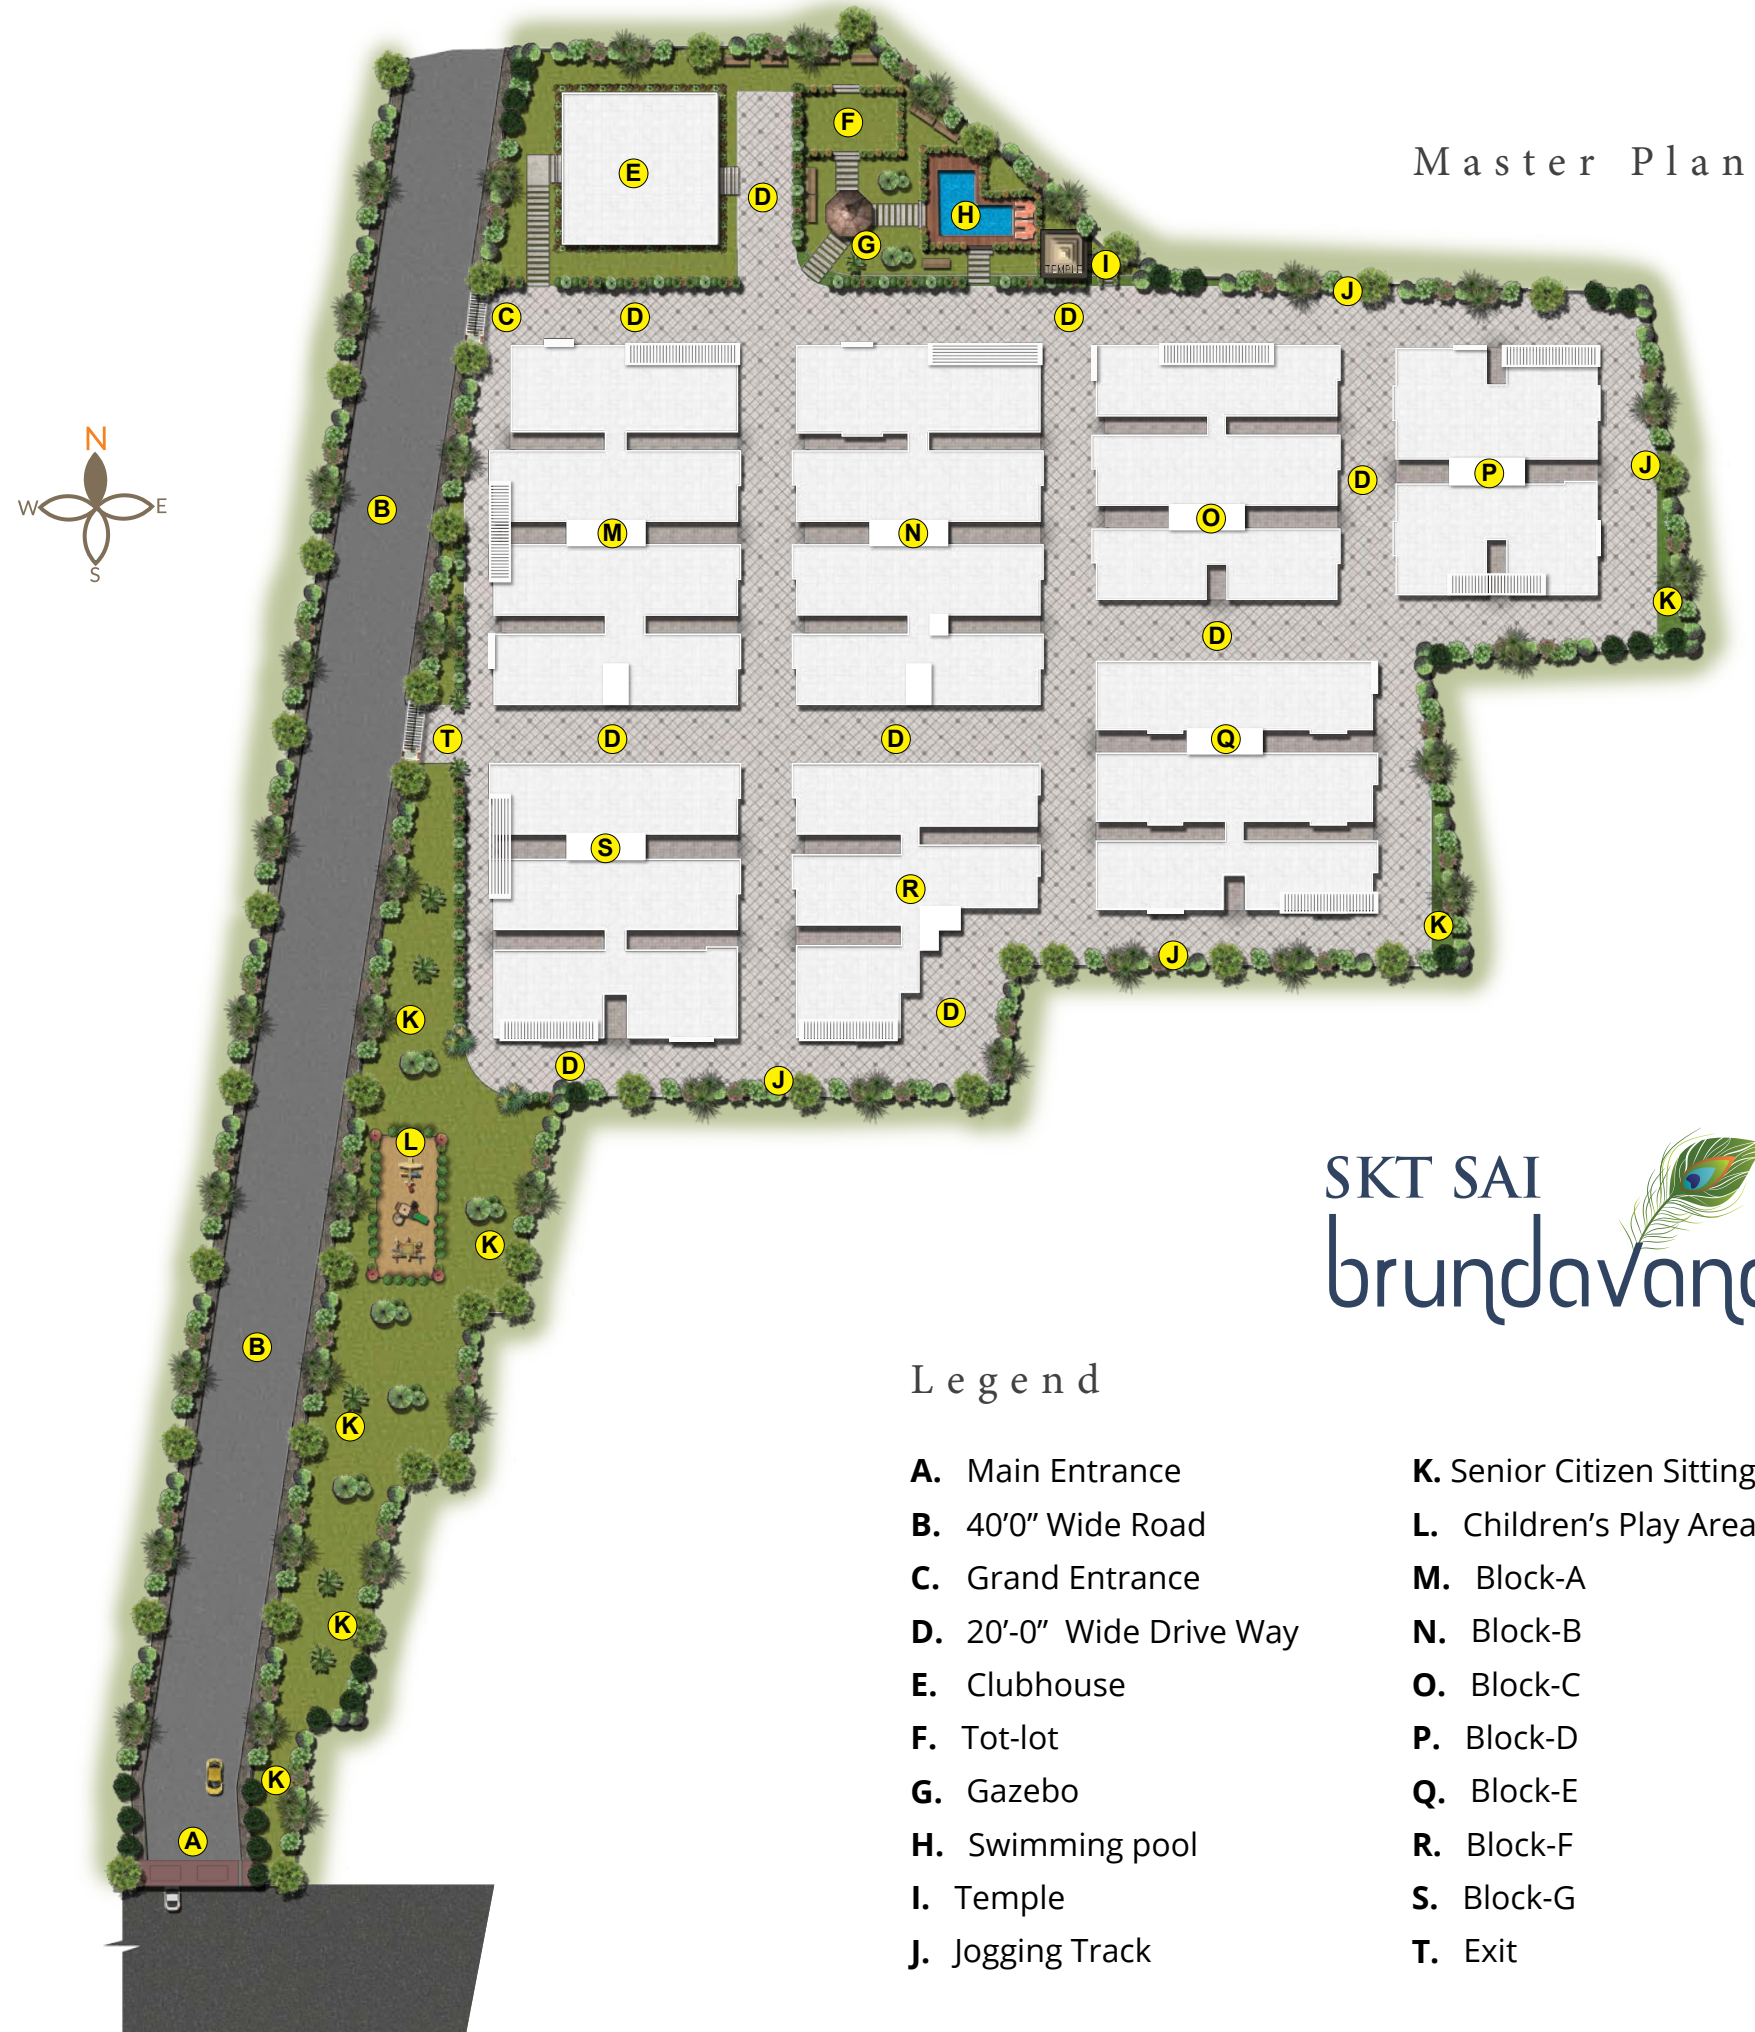 Master Plan
E
F
D
H
G
TEMPLE
I
J
C
D
D
N
W
E
S
B
J
P
D
M
N
O
K
D
T
D
D
Q
S
R
K
J
K
D
D
J
L
K
SKT SAI
brundavan
B
K
K
K
A
Legend
A. Main Entrance
B. 40'0” Wide Road
C. Grand Entrance
D. 20’-0” Wide Drive Way
E. Clubhouse
F. Tot-lot
G. Gazebo
H. Swimming pool
I. Temple
J. Jogging Track
K. Senior Citizen Sitting
L. Children’s Play Area
M. Block-A
N. Block-B
O. Block-C
P. Block-D
Q. Block-E
R. Block-F
S. Block-G
T. Exit